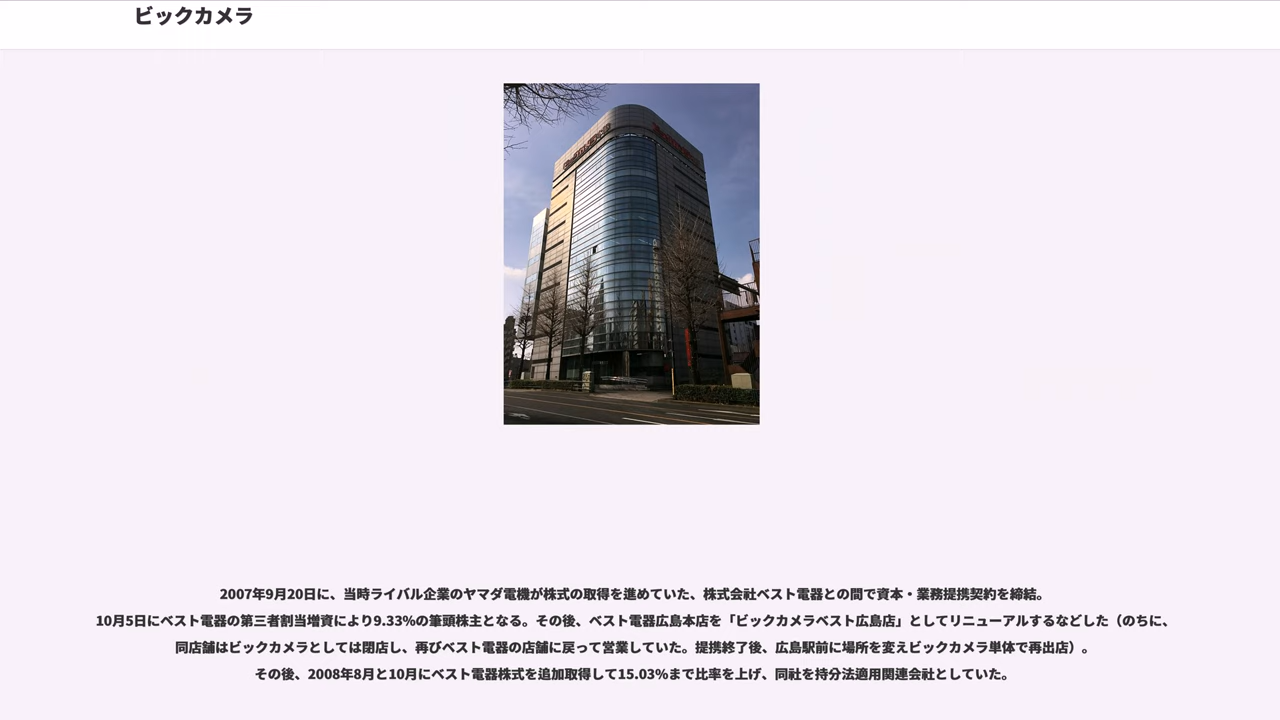 ビックカメラ
2007年9月20日に、当時ライバル企業のヤマダ電機が株式の取得を進めていた、株式会社ベスト電器との間で資本・業務提携契約を締結。
10月5日にベスト電器の第三者割当増資により9.33%の筆頭株主となる。その後、ベスト電器広島本店を「ビックカメラベスト広島店」としてリニューアルするなどした（のちに、
同店舗はビックカメラとしては閉店し、再びベスト電器の店舗に戻って営業していた。提携終了後、広島駅前に場所を変えビックカメラ単体で再出店）。
その後、2008年8月と10月にベスト電器株式を追加取得して15.03%まで比率を上げ、同社を持分法適用関連会社としていた。